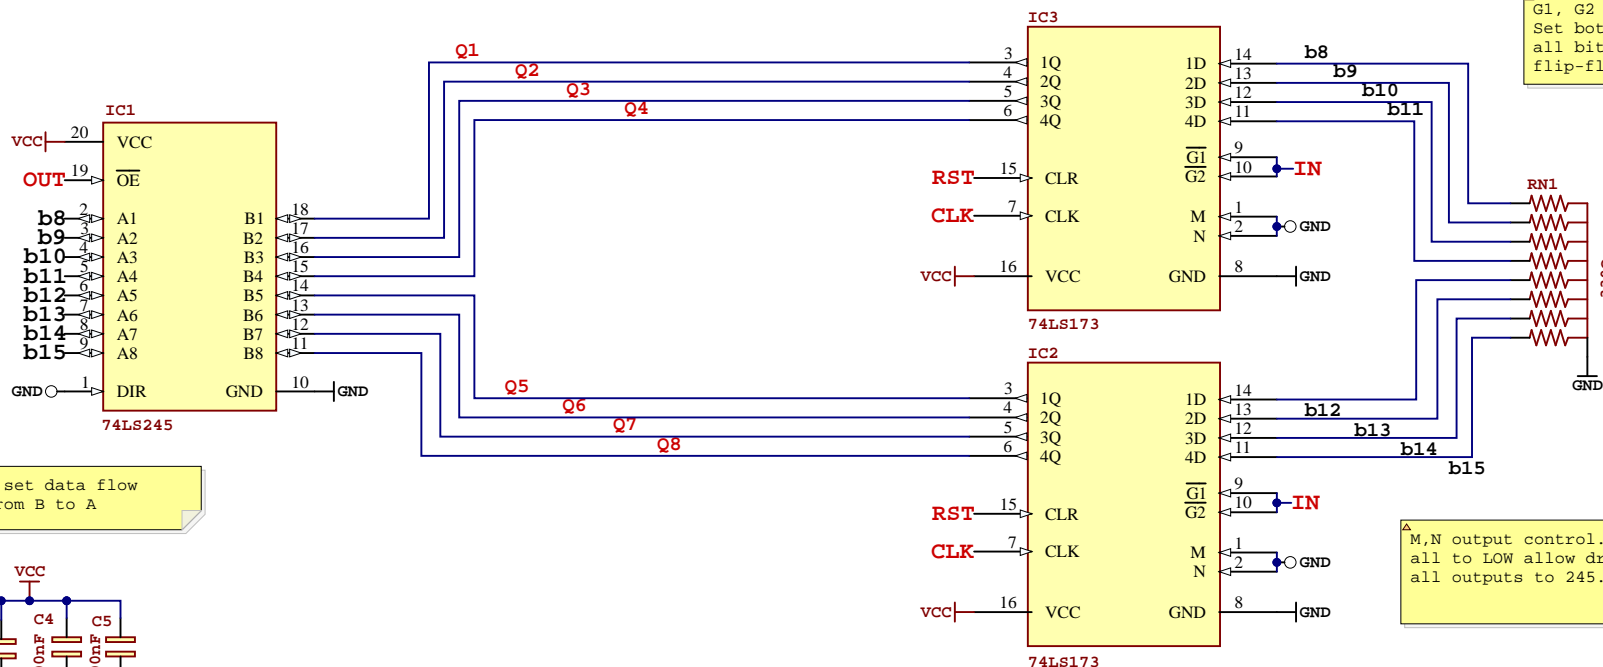 IC1
VCC 20 VCC
OUT 19 OE
b8 2 A1 B1 18
b9 3 A2 B2 17
b10 4 A3 B3 16
b11 5 A4 B4 15
b12 6 A5 B5 14
b13 7 A6 B6 13
b14 8 A7 B7 12
b15 9 A8 B8 11
GND 1 DIR GND 10 GND
74LS245
Q1
Q2
Q3
Q4
Q5
Q6
Q7
Q8
IC3
3 1Q 1D 14 b8
4 2Q 2D 13 b9
5 3Q 3D 12 b10
6 4Q 4D 11 b11
G1 9
RST 15 CLR G2 10 IN
CLK 7 CLK M 1
N 2 GND
VCC 16 VCC GND 8 GND
74LS173
IC2
3 1Q 1D 14
4 2Q 2D 13 b12
5 3Q 3D 12 b13
6 4Q 4D 11 b14
b15
G1 9
RST 15 CLR G2 10 IN
CLK 7 CLK M 1
N 2 GND
VCC 16 VCC GND 8 GND
74LS173
RN1
GND
G1, G2
Set bot
all bit
flip-fl
set data flow
rom B to A
M,N output control.
all to LOW allow dr
all outputs to 245.
VCC
C4
C5